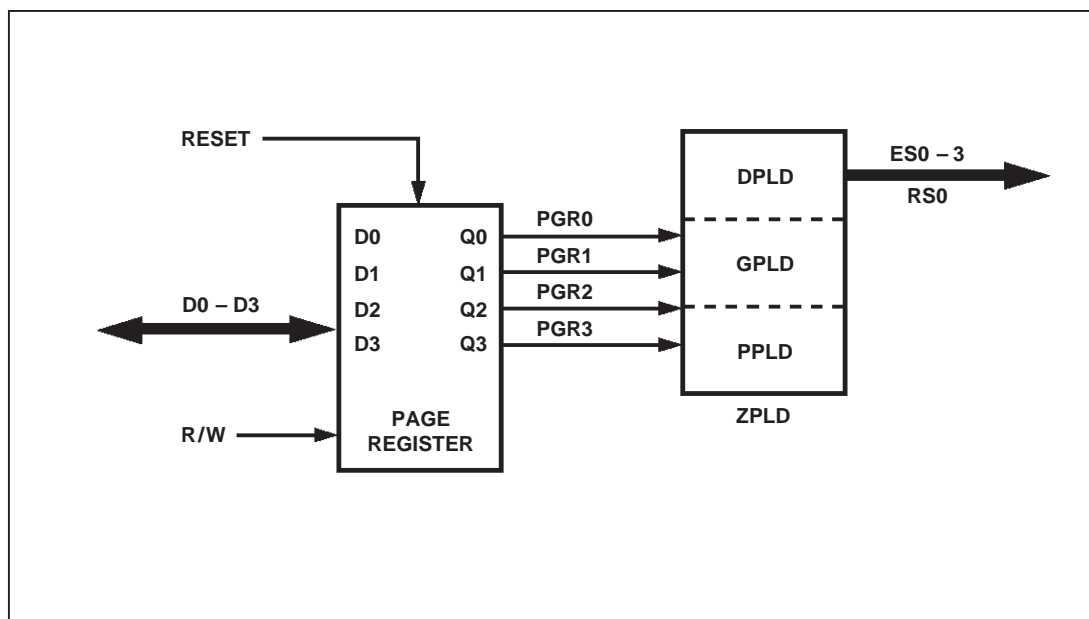 RESET
D0 Q0
D1 Q1
D2 Q2
D3 Q3
PAGE
REGISTER
D0 – D3
R/W
PGR0
PGR1
PGR2
PGR3
DPLD
GPLD
PPLD
ZPLD
ES0 – 3
RS0